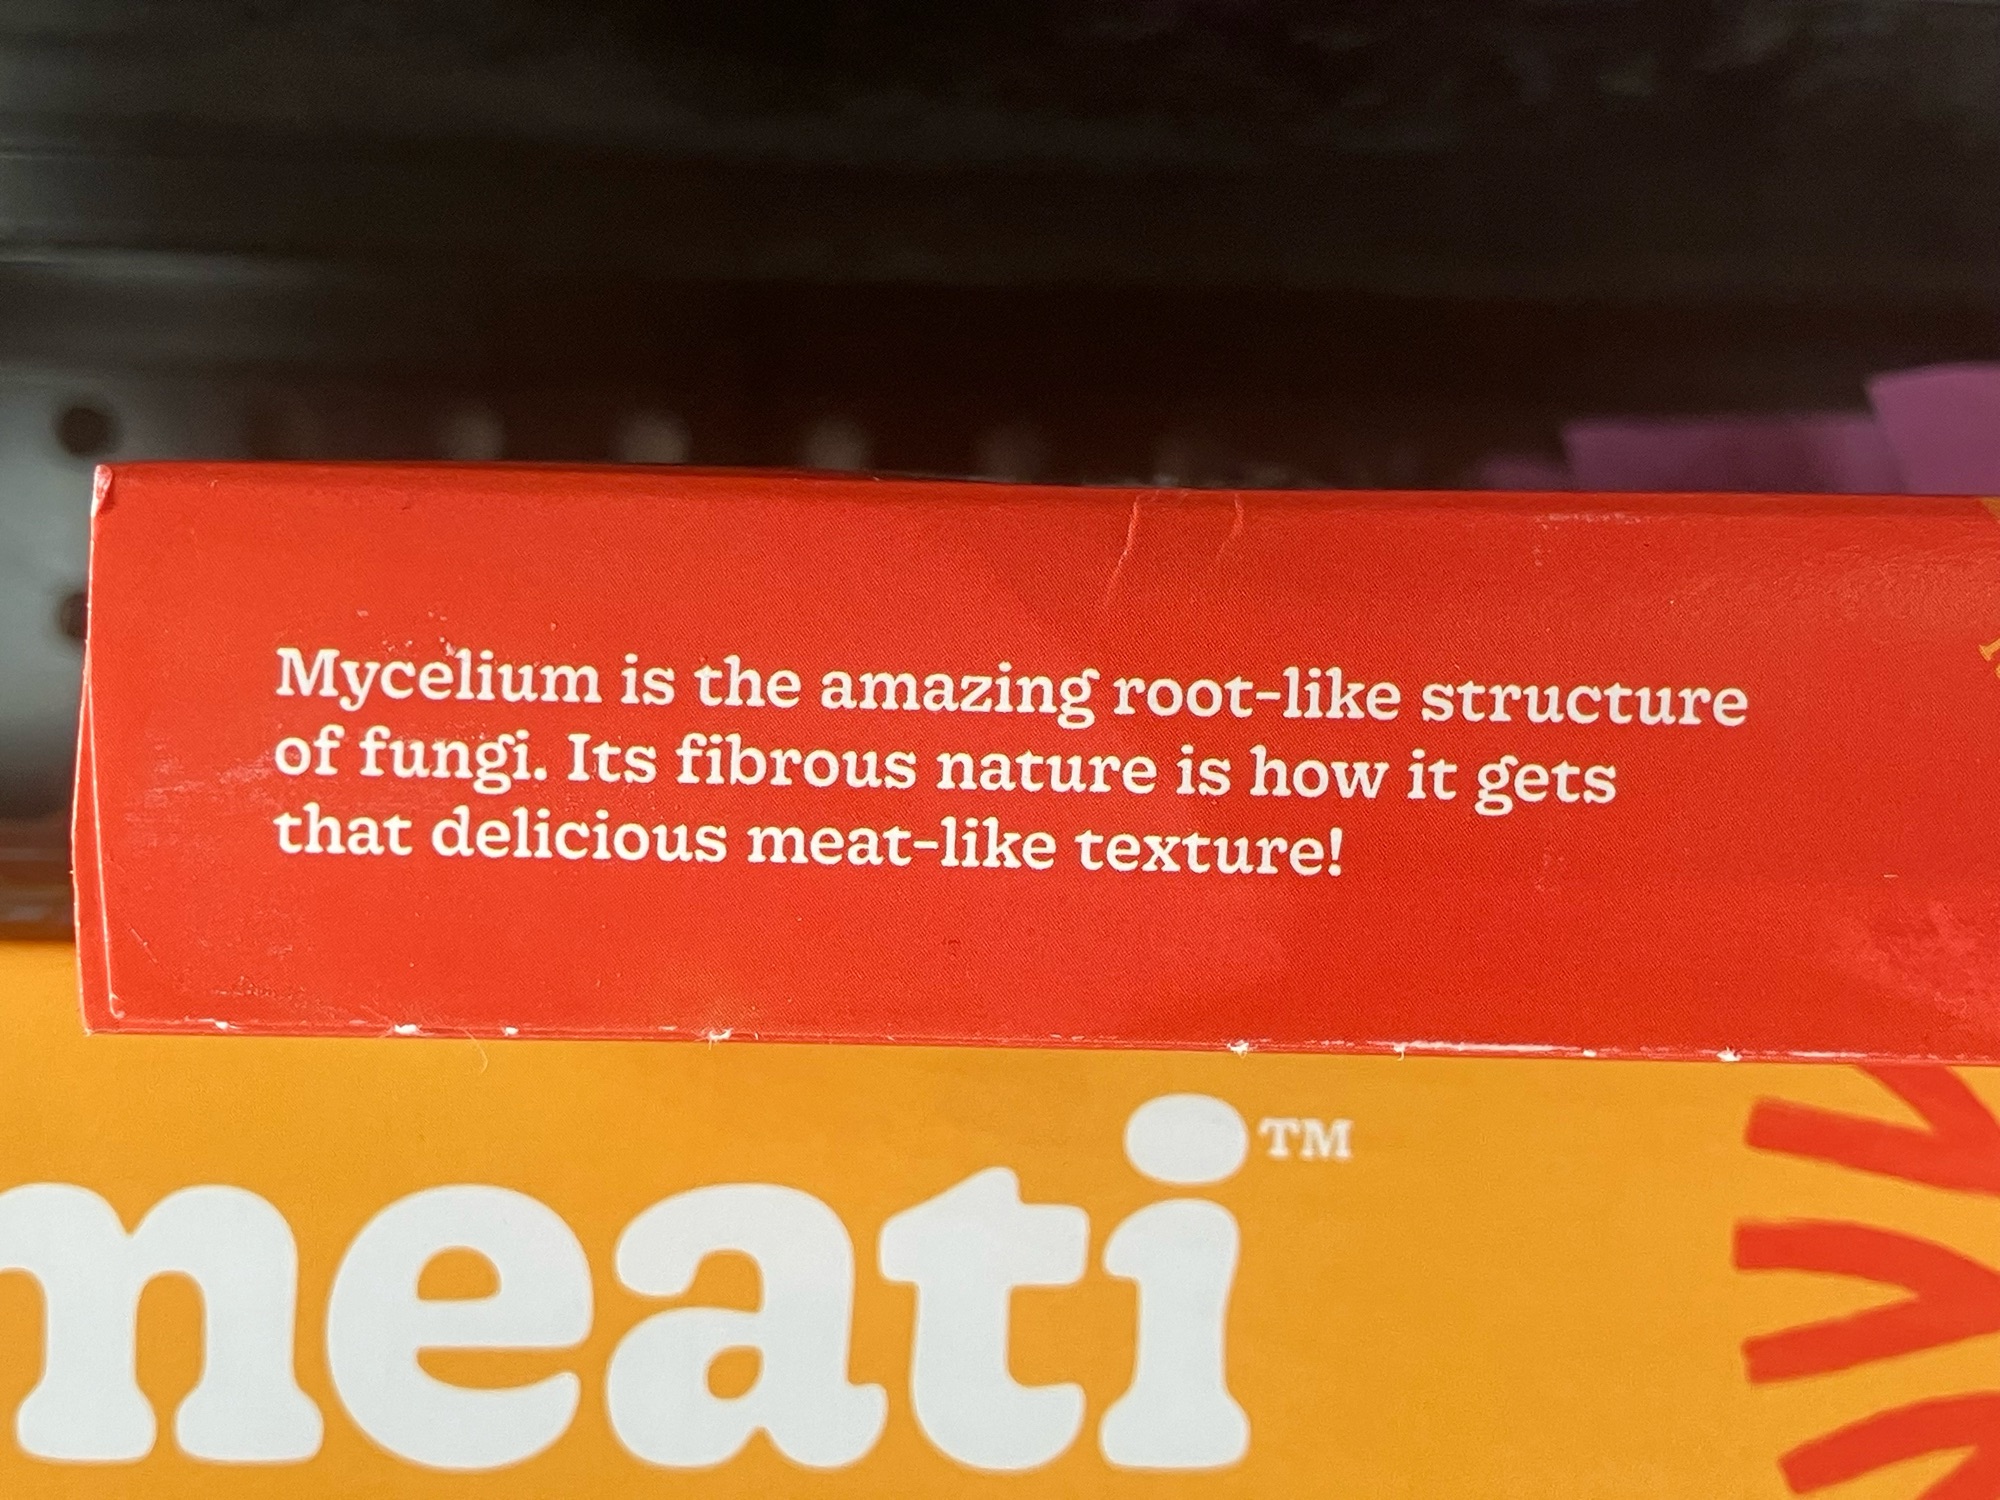 Mycelium is the amazing root-like structure
of fungi. Its fibrous nature is how it gets
that delicious meat-like texture!
meati™